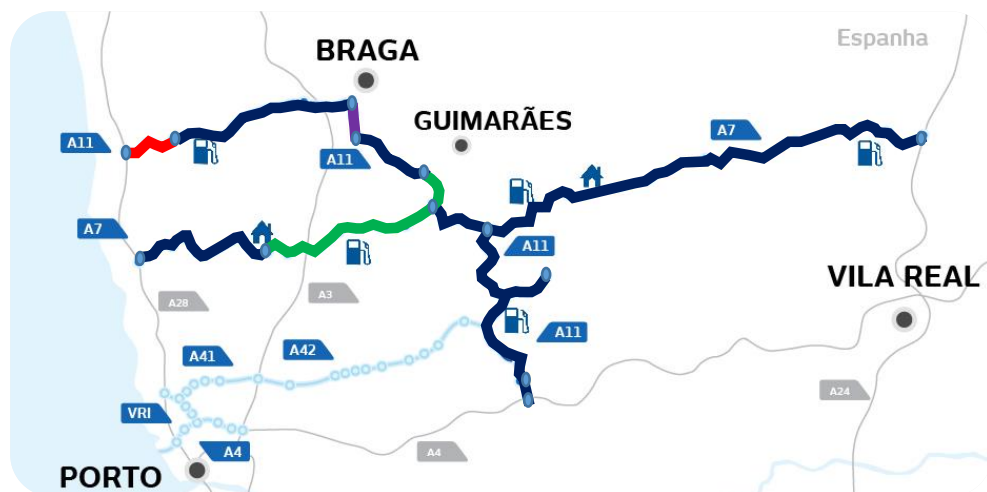 Espanha
BRAGA
GUIMARÃES
A7
A11
A11
A7
A11
VILA REAL
A3
A28
A11
A42
A41
A24
VRI
A4
A4
PORTO